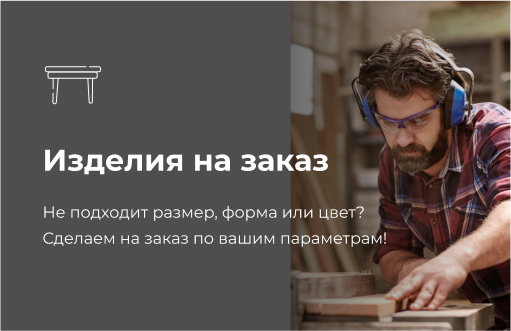 Изделия на заказ
Не подходит размер, форма или цвет?
Сделаем на заказ по вашим параметрам!